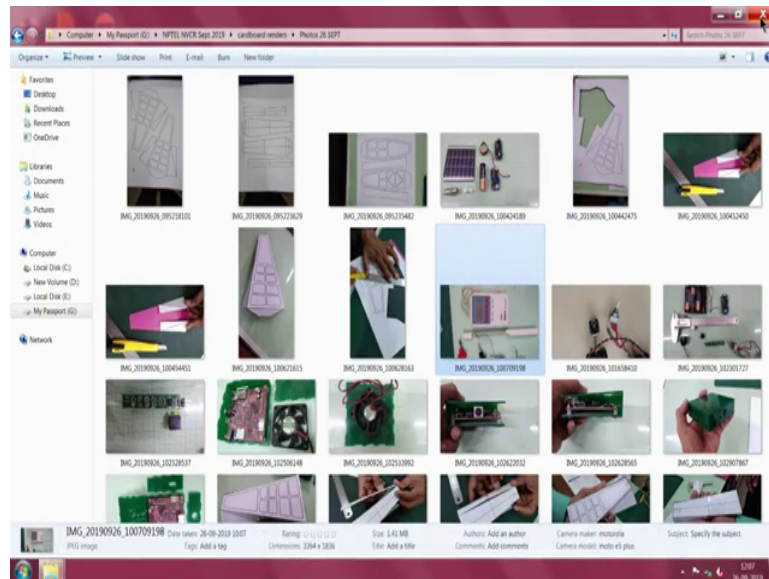 Computer ▸ My Passport (G:) ▸ NPTEL NVCR Sept 2019 ▸ cardboard renders ▸ Photos 26 SEPT
Search Photos 26 SEPT
Organize Preview Slide show Print E-mail Burn New folder
Favorites
Desktop
Downloads
Recent Places
OneDrive
Libraries
Documents
Music
Pictures
Videos
Computer
Local Disk (C:)
New Volume (D:)
Local Disk (E:)
My Passport (G:)
Network
IMG_20190926_095218101 IMG_20190926_095223629 IMG_20190926_095235482 IMG_20190926_100424189 IMG_20190926_100442475 IMG_20190926_100452450
IMG_20190926_100454451 IMG_20190926_100621615 IMG_20190926_100628163 IMG_20190926_100709198 IMG_20190926_101658410 IMG_20190926_102301727
IMG_20190926_102328537 IMG_20190926_102506148 IMG_20190926_102533992 IMG_20190926_102622032 IMG_20190926_102628565 IMG_20190926_102907867
IMG_20190926_100709198 Date taken: 26-09-2019 10:07 Rating: Size: 1.41 MB Authors: Add an author Camera maker: motorola Subject: Specify the subject
JPEG image Tags: Add a tag Dimensions: 3264 x 1836 Title: Add a title Comments: Add comments Camera model: moto e5 plus
12:07
26-09-2019